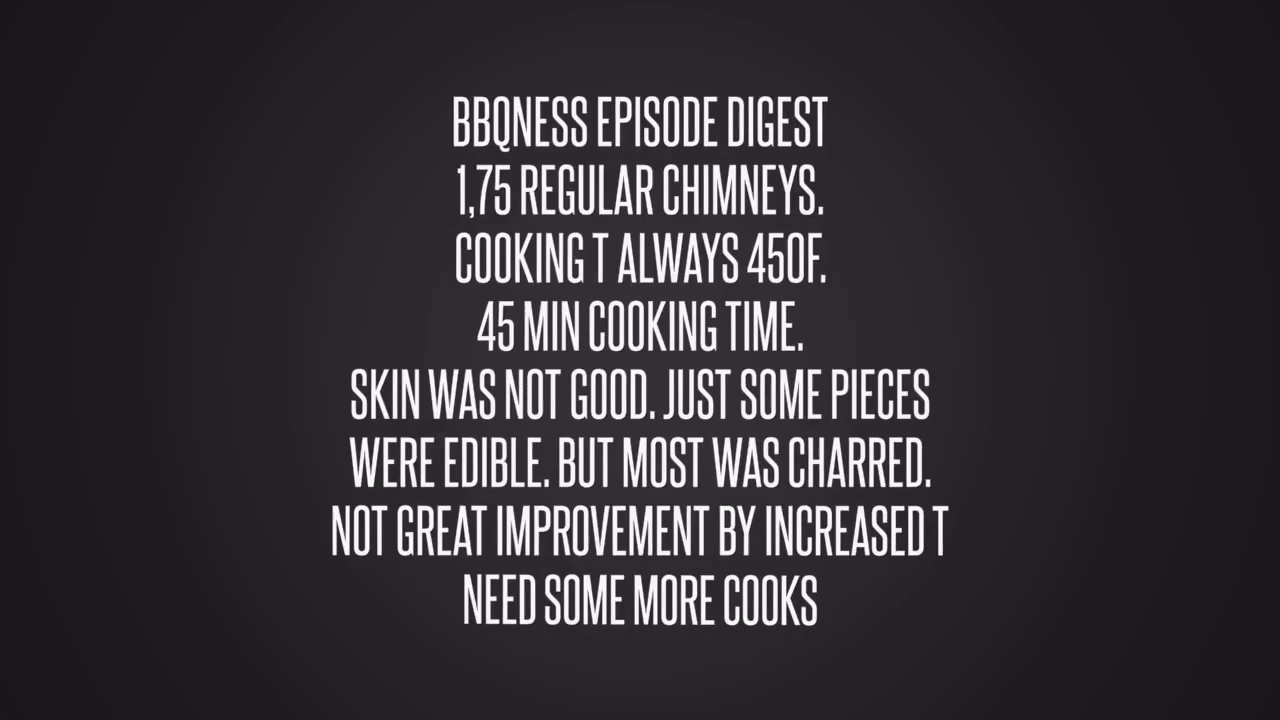 BBQNESS EPISODE DIGEST
1,75 REGULAR CHIMNEYS.
COOKING T ALWAYS 450F.
45 MIN COOKING TIME.
SKIN WAS NOT GOOD. JUST SOME PIECES
WERE EDIBLE. BUT MOST WAS CHARRED.
NOT GREAT IMPROVEMENT BY INCREASED T
NEED SOME MORE COOKS